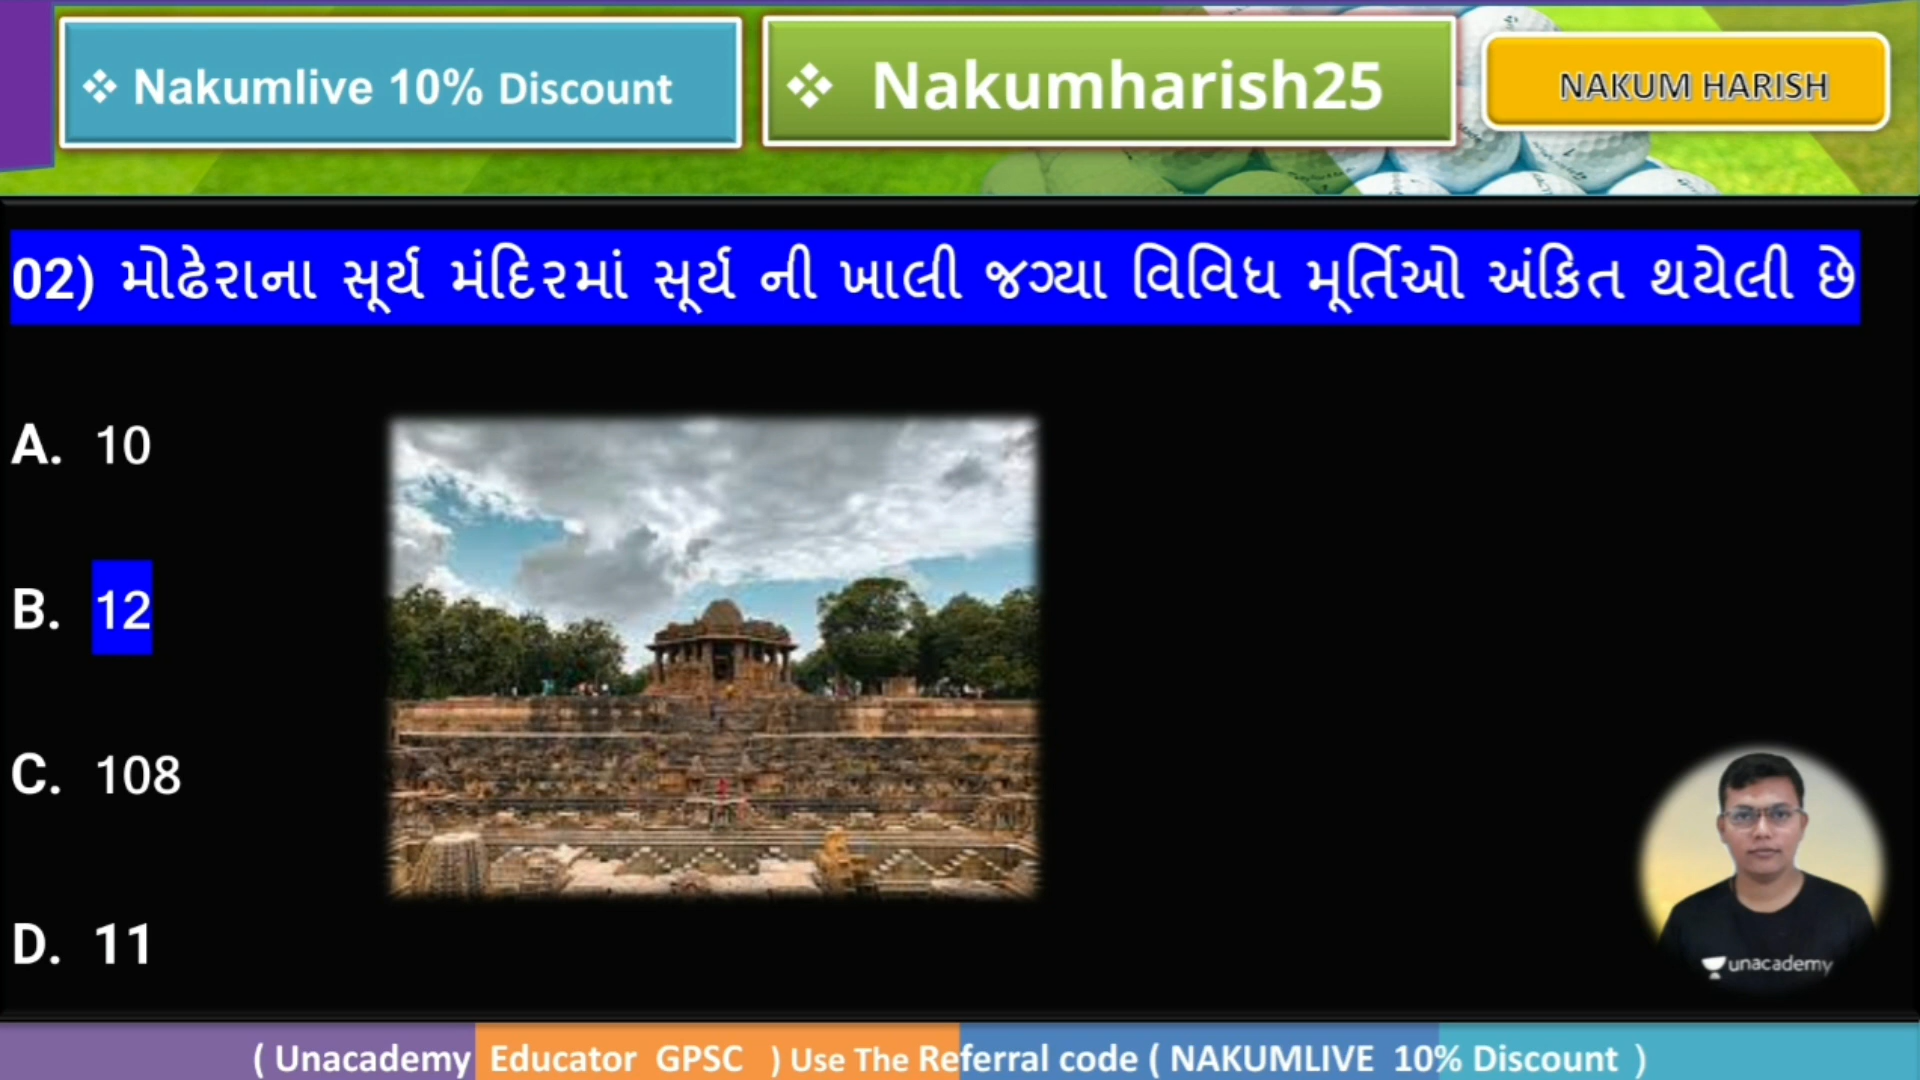 ❖ Nakumlive 10% Discount
❖ Nakumharish25
NAKUM HARISH
02) મોઢેરાના સૂર્ય મંદિરમાં સૂર્ય ની ખાલી જગ્યા વિવિધ મૂર્તિઓ અંકિત થયેલી છે
A. 10
B. 12
C. 108
D. 11
unacademy
( Unacademy Educator GPSC ) Use The Referral code ( NAKUMLIVE 10% Discount )